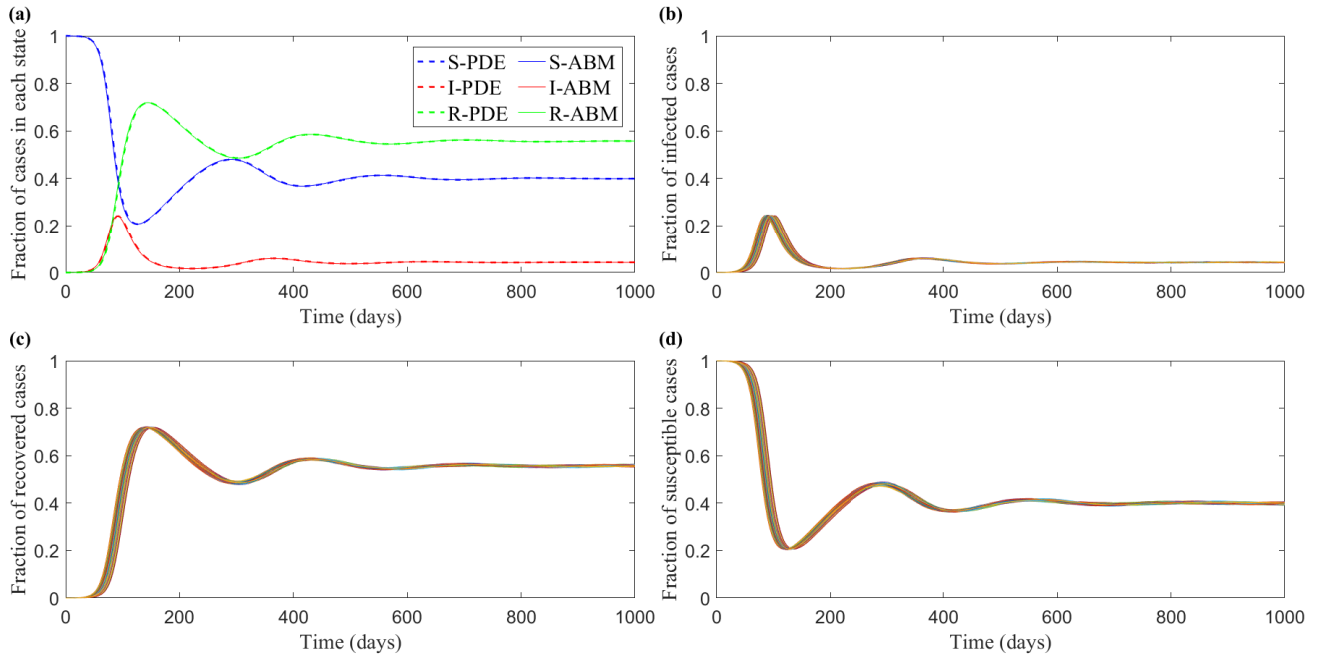 (a)
Fraction of cases in each state
1
0.8
0.6
0.4
0.2
0
0 200 400 600 800 1000
Time (days)
S-PDE S-ABM
I-PDE I-ABM
R-PDE R-ABM
(b)
Fraction of infected cases
1
0.8
0.6
0.4
0.2
0
0 200 400 600 800 1000
Time (days)
(c)
Fraction of recovered cases
1
0.8
0.6
0.4
0.2
0
0 200 400 600 800 1000
Time (days)
(d)
Fraction of susceptible cases
1
0.8
0.6
0.4
0.2
0
0 200 400 600 800 1000
Time (days)